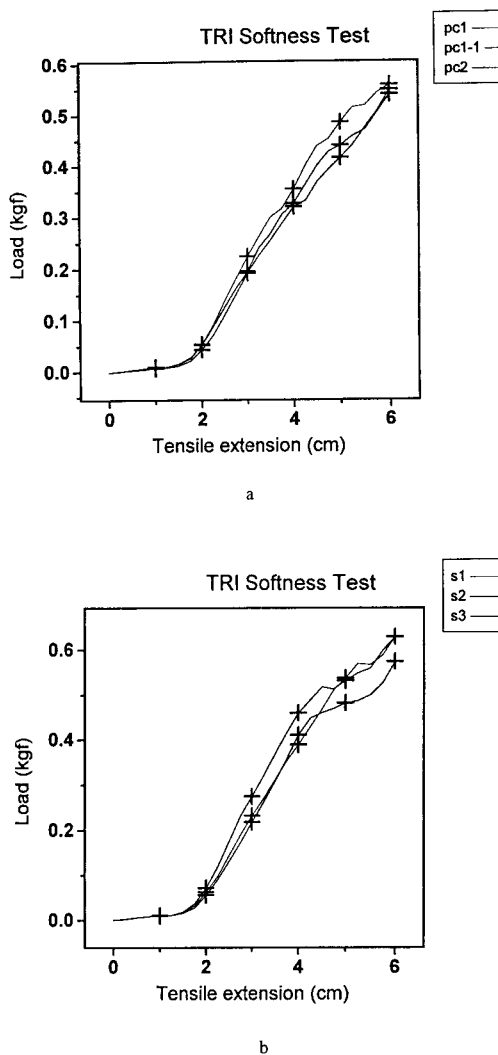 TRI Softness Test
pc1
pc1-1
pc2
0.6
0.5
0.4
0.3
0.2
0.1
0.0
Load (kgf)
0 2 4 6
Tensile extension (cm)
a
TRI Softness Test
s1
s2
s3
0.6
0.4
0.2
0.0
Load (kgf)
0 2 4 6
Tensile extension (cm)
b